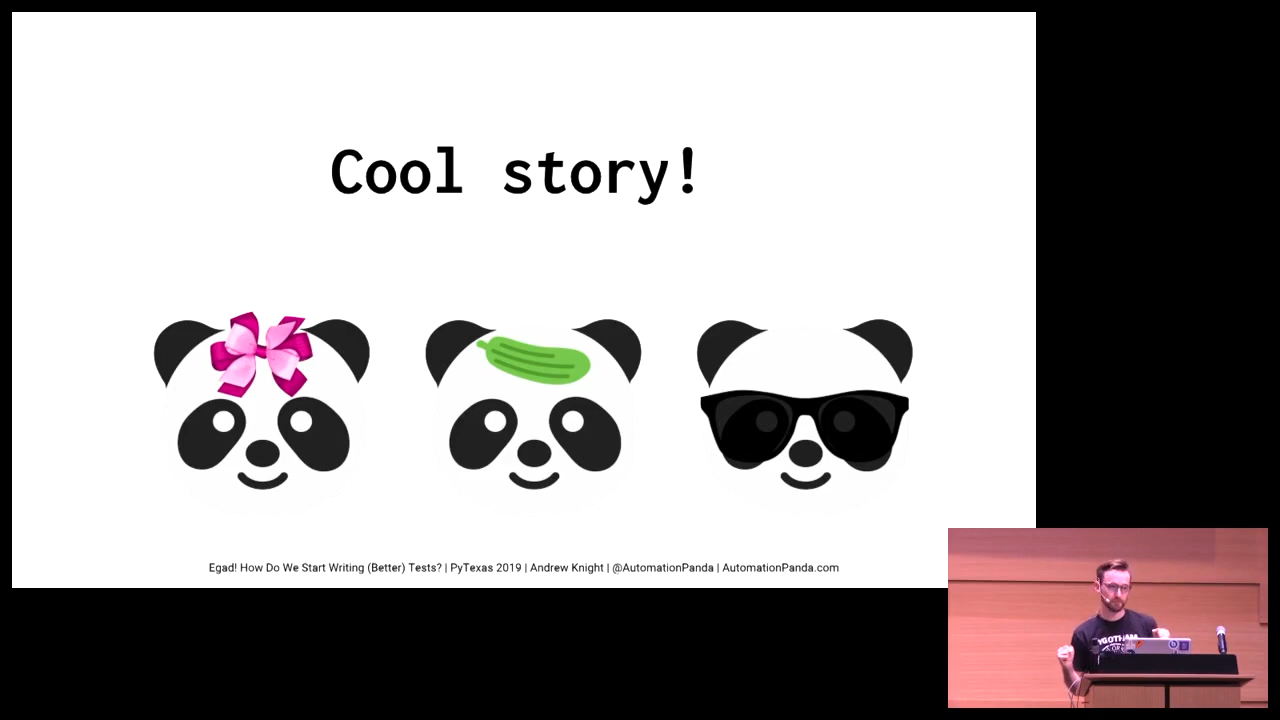 Cool story!
Egad! How Do We Start Writing (Better) Tests? | PyTexas 2019 | Andrew Knight | @AutomationPanda | AutomationPanda.com